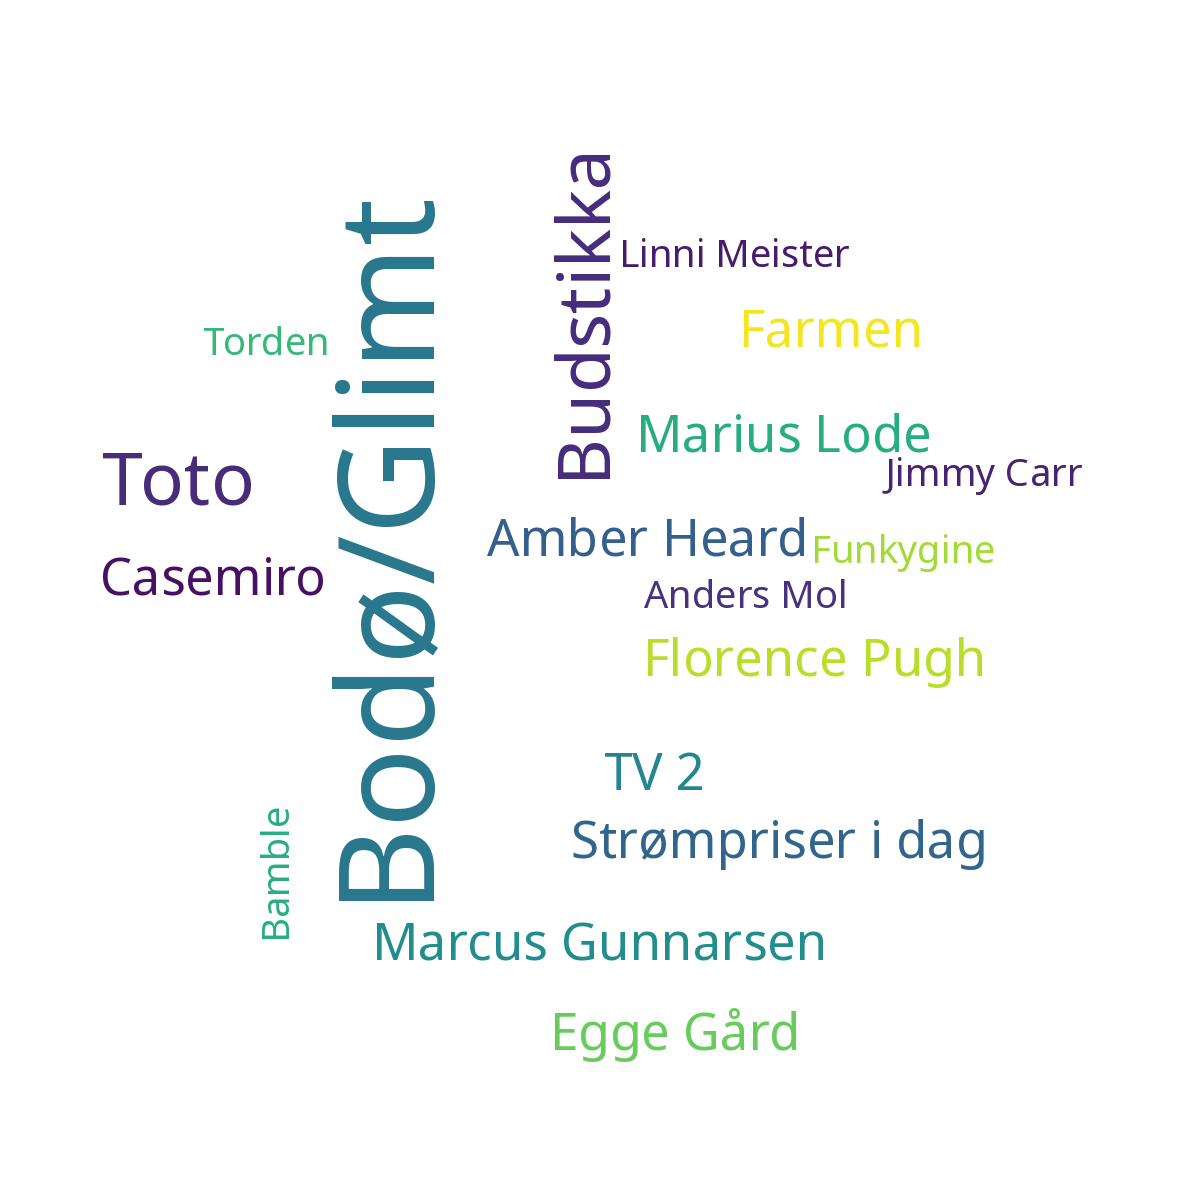 Bodø/Glimt
Budstikka
Linni Meister
Farmen
Torden
Marius Lode
Toto
Jimmy Carr
Amber Heard
Funkygine
Casemiro
Anders Mol
Florence Pugh
TV 2
Strømpriser i dag
Bamble
Marcus Gunnarsen
Egge Gård